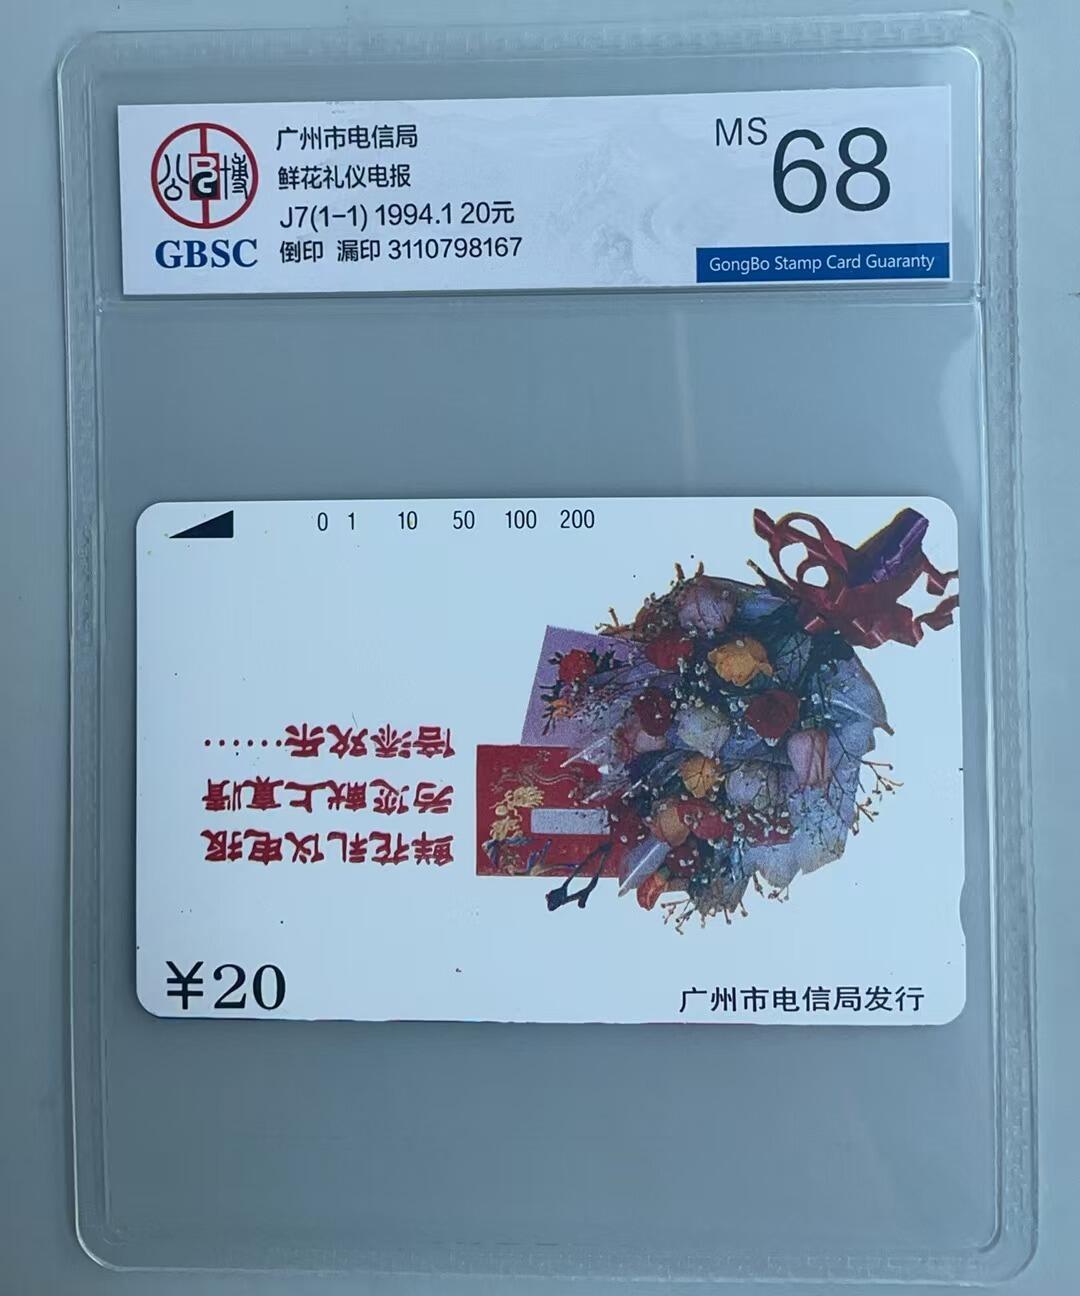 广州市电信局
鲜花礼仪电报
J7(1-1) 1994.1 20元
倒印 漏印 3110798167
公博
GBSC
MS 68
GongBo Stamp Card Guaranty
0 1 10 50 100 200
倍添欢乐……
为您献上真情
鲜花礼仪电报
¥20
广州市电信局发行